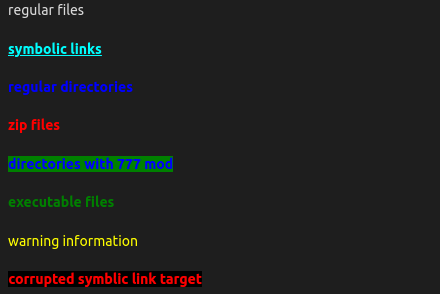 regular files
symbolic links
regular directories
zip files
directories with 777 mod
executable files
warning information
corrupted symblic link target